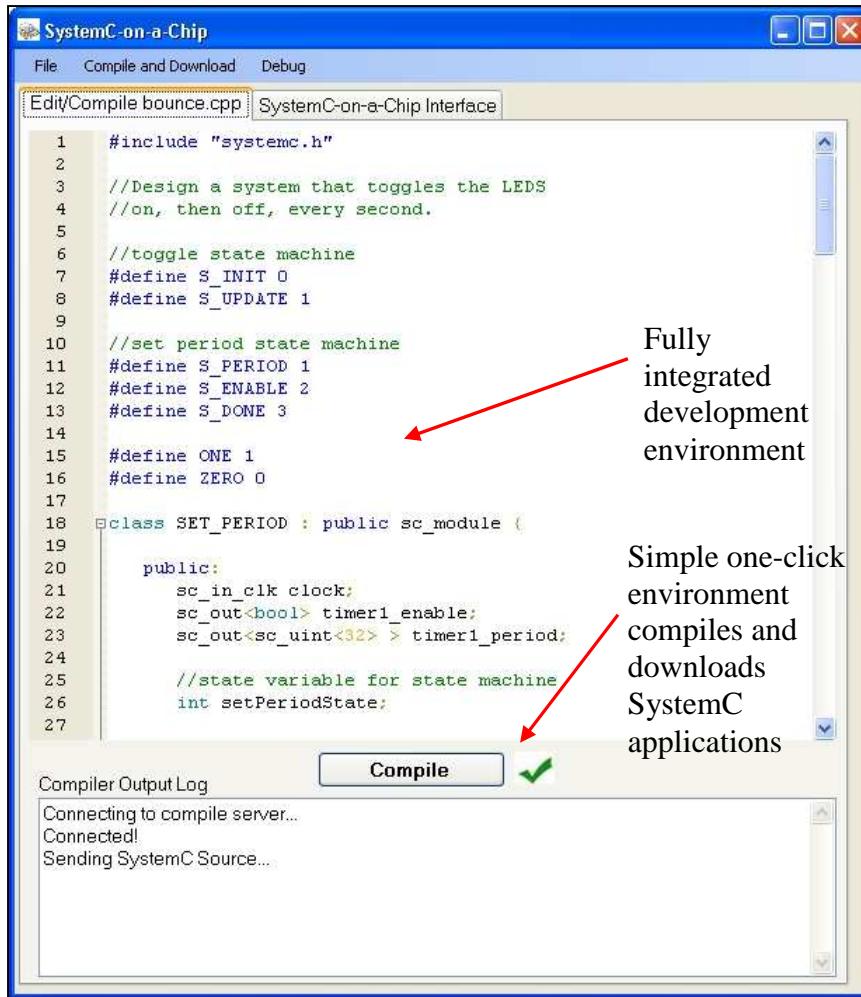 SystemC-on-a-Chip
File Compile and Download Debug
Edit/Compile bounce.cpp SystemC-on-a-Chip Interface
1 #include "systemc.h"
2
3 //Design a system that toggles the LEDS
4 //on, then off, every second.
5
6 //toggle state machine
7 #define S_INIT 0
8 #define S_UPDATE 1
9
10 //set period state machine
11 #define S_PERIOD 1
12 #define S_ENABLE 2
13 #define S_DONE 3
14
15 #define ONE 1
16 #define ZERO 0
17
18 class SET_PERIOD : public sc_module {
19
20 public:
21 sc_in_clk clock;
22 sc_out<bool> timer1_enable;
23 sc_out<sc_uint<32> > timer1_period;
24
25 //state variable for state machine
26 int setPeriodState;
27
Fully
integrated
development
environment
Simple one-click
environment
compiles and
downloads
SystemC
applications
Compile
Compiler Output Log
Connecting to compile server...
Connected!
Sending SystemC Source...